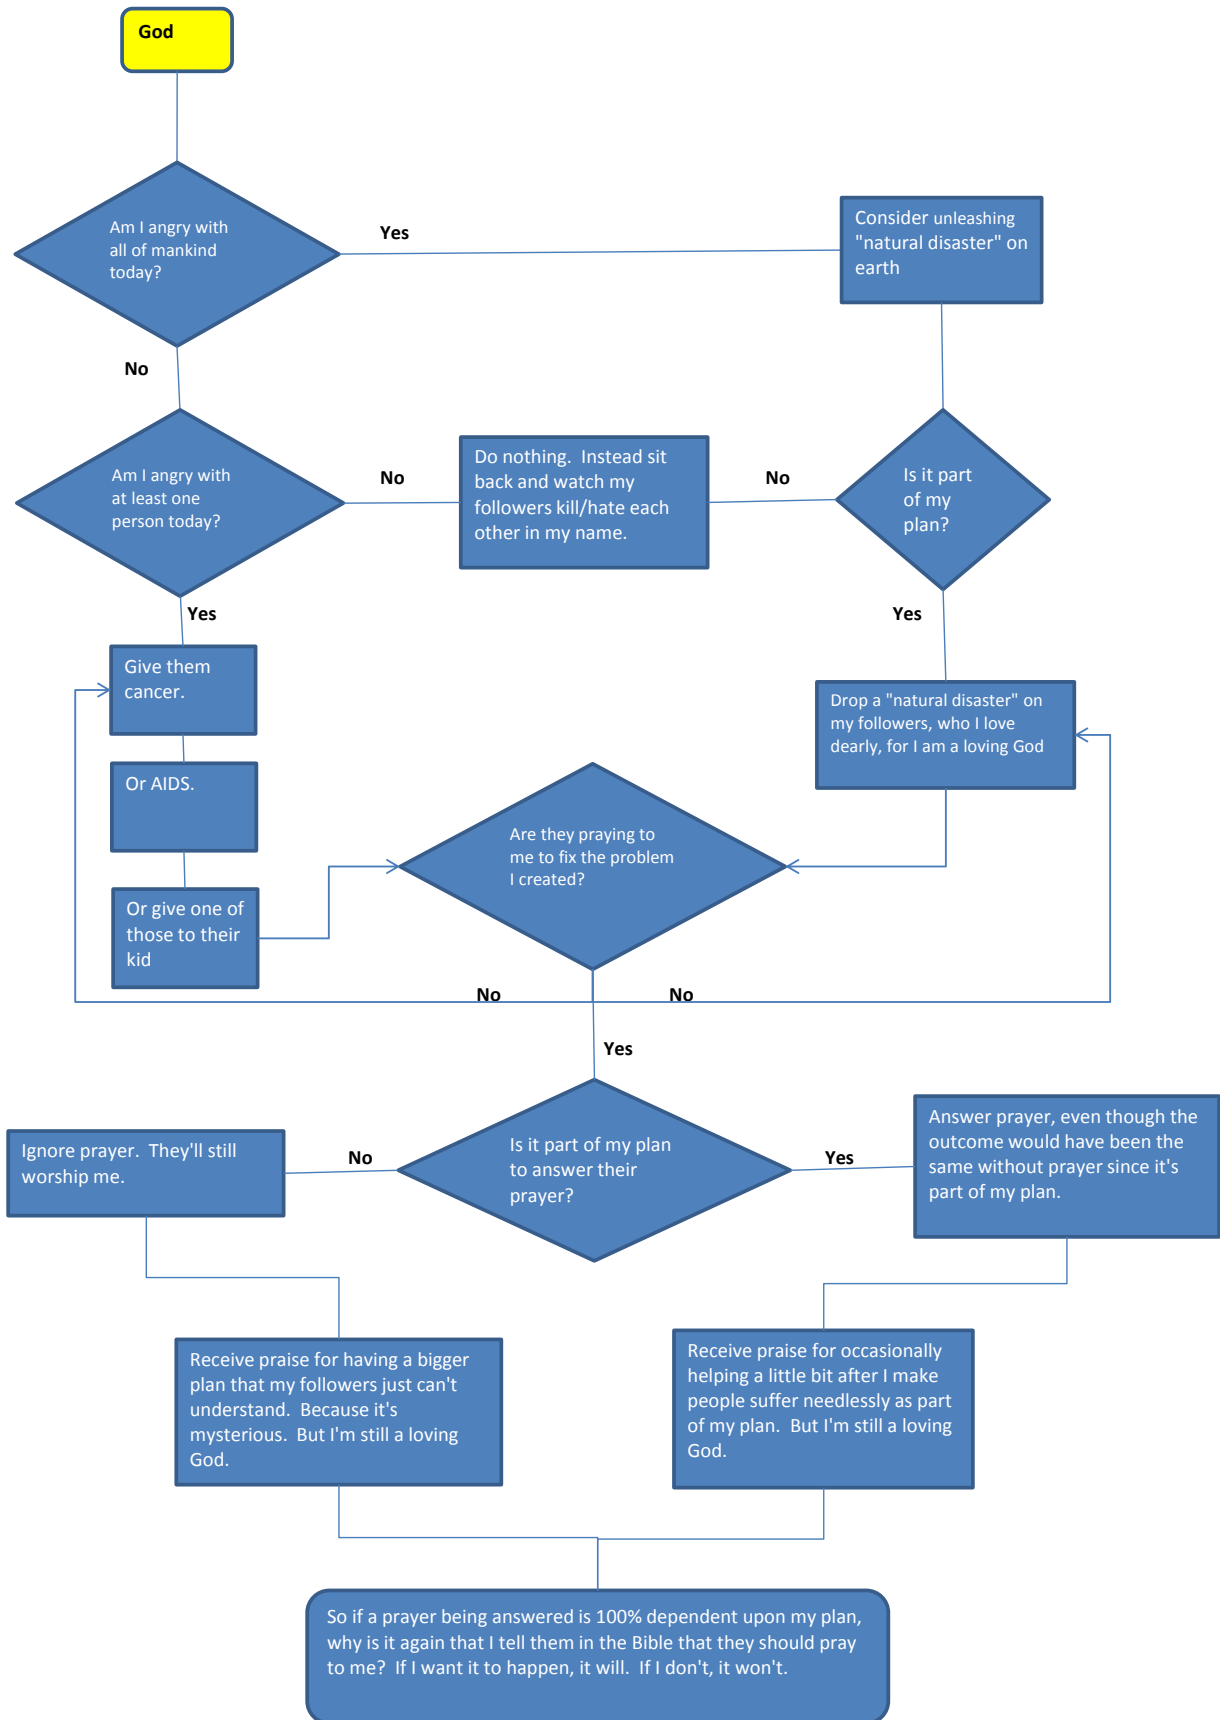 God
Am I angry with
all of mankind
today?
Yes
Consider unleashing
"natural disaster" on
earth
No
Am I angry with
at least one
person today?
No
Do nothing.  Instead sit
back and watch my
followers kill/hate each
other in my name.
No
Is it part
of my
plan?
Yes
Yes
Give them
cancer.
Drop a "natural disaster" on
my followers, who I love
dearly, for I am a loving God
Or AIDS.
Are they praying to
me to fix the problem
I created?
Or give one of
those to their
kid
No
No
Yes
Ignore prayer.  They'll still
worship me.
No
Is it part of my plan
to answer their
prayer?
Yes
Answer prayer, even though the
outcome would have been the
same without prayer since it's
part of my plan.
Receive praise for having a bigger
plan that my followers just can't
understand.  Because it's
mysterious.  But I'm still a loving
God.
Receive praise for occasionally
helping a little bit after I make
people suffer needlessly as part
of my plan.  But I'm still a loving
God.
So if a prayer being answered is 100% dependent upon my plan,
why is it again that I tell them in the Bible that they should pray
to me?  If I want it to happen, it will.  If I don't, it won't.